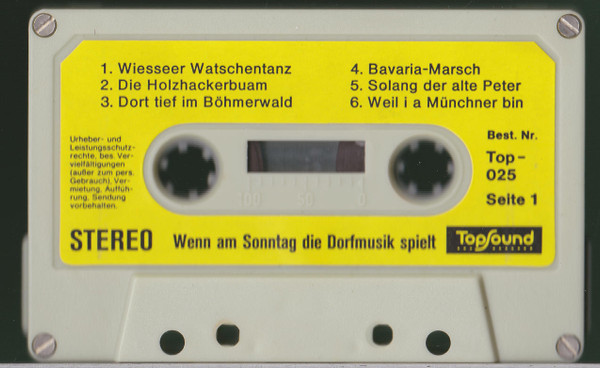 1. Wiesseer Watschentanz
2. Die Holzhackerbuam
3. Dort tief im Böhmerwald
4. Bavaria-Marsch
5. Solang der alte Peter
6. Weil i a Münchner bin
Urheber- und
Leistungsschutz-
rechte, bes. Ver-
vielfältigungen
(außer zum pers.
Gebrauch), Ver-
mietung, Auffüh-
rung, Sendung
vorbehalten.
Best. Nr.
Top-
025
Seite 1
100 50 0
STEREO
Wenn am Sonntag die Dorfmusik spielt
TopSound